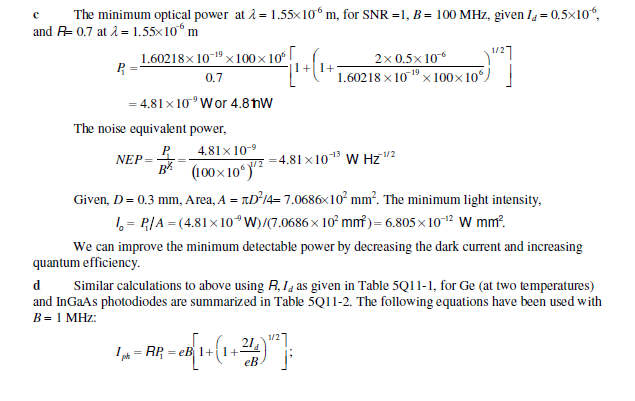 c The minimum optical power at λ = 1.55×10⁻⁶ m, for SNR =1, B = 100 MHz, given I_d = 0.5×10⁻⁶,
and R= 0.7 at λ = 1.55×10⁻⁶ m
P₁ = 1.60218×10⁻¹⁹ ×100×10⁶ / 0.7 [1+(1+ 2×0.5×10⁻⁶ / 1.60218×10⁻¹⁹ ×100×10⁶)^1/2]
= 4.81×10⁻⁹ W or 4.8nW
The noise equivalent power,
NEP = P₁ / B^½ = 4.81×10⁻⁹ / (100×10⁶)^1/2 = 4.81×10⁻¹³ W Hz⁻¹/²
Given, D = 0.3 mm, Area, A = πD²/4= 7.0686×10² mm². The minimum light intensity,
I₀ = P₁/A = (4.81×10⁻⁹ W)/(7.0686×10² mm²) = 6.805×10⁻¹² W mm².
We can improve the minimum detectable power by decreasing the dark current and increasing
quantum efficiency.
d Similar calculations to above using R, I_d as given in Table 5Q11-1, for Ge (at two temperatures)
and InGaAs photodiodes are summarized in Table 5Q11-2. The following equations have been used with
B = 1 MHz:
I_ph = RP₁ = eB[1+(1+ 2I_d / eB)^1/2];